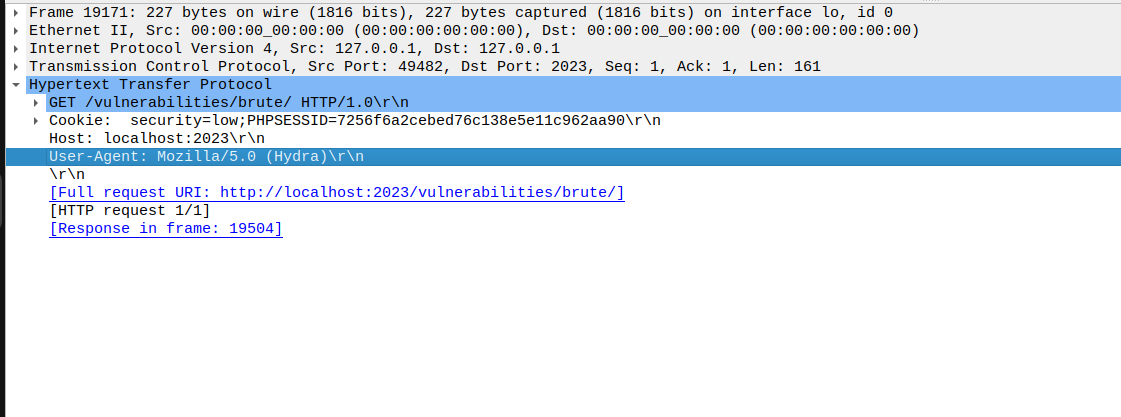 Frame 19171: 227 bytes on wire (1816 bits), 227 bytes captured (1816 bits) on interface lo, id 0
Ethernet II, Src: 00:00:00_00:00:00 (00:00:00:00:00:00), Dst: 00:00:00_00:00:00 (00:00:00:00:00:00)
Internet Protocol Version 4, Src: 127.0.0.1, Dst: 127.0.0.1
Transmission Control Protocol, Src Port: 49482, Dst Port: 2023, Seq: 1, Ack: 1, Len: 161
Hypertext Transfer Protocol
GET /vulnerabilities/brute/ HTTP/1.0\r\n
Cookie:  security=low;PHPSESSID=7256f6a2cebed76c138e5e11c962aa90\r\n
Host: localhost:2023\r\n
User-Agent: Mozilla/5.0 (Hydra)\r\n
\r\n
[Full request URI: http://localhost:2023/vulnerabilities/brute/]
[HTTP request 1/1]
[Response in frame: 19504]